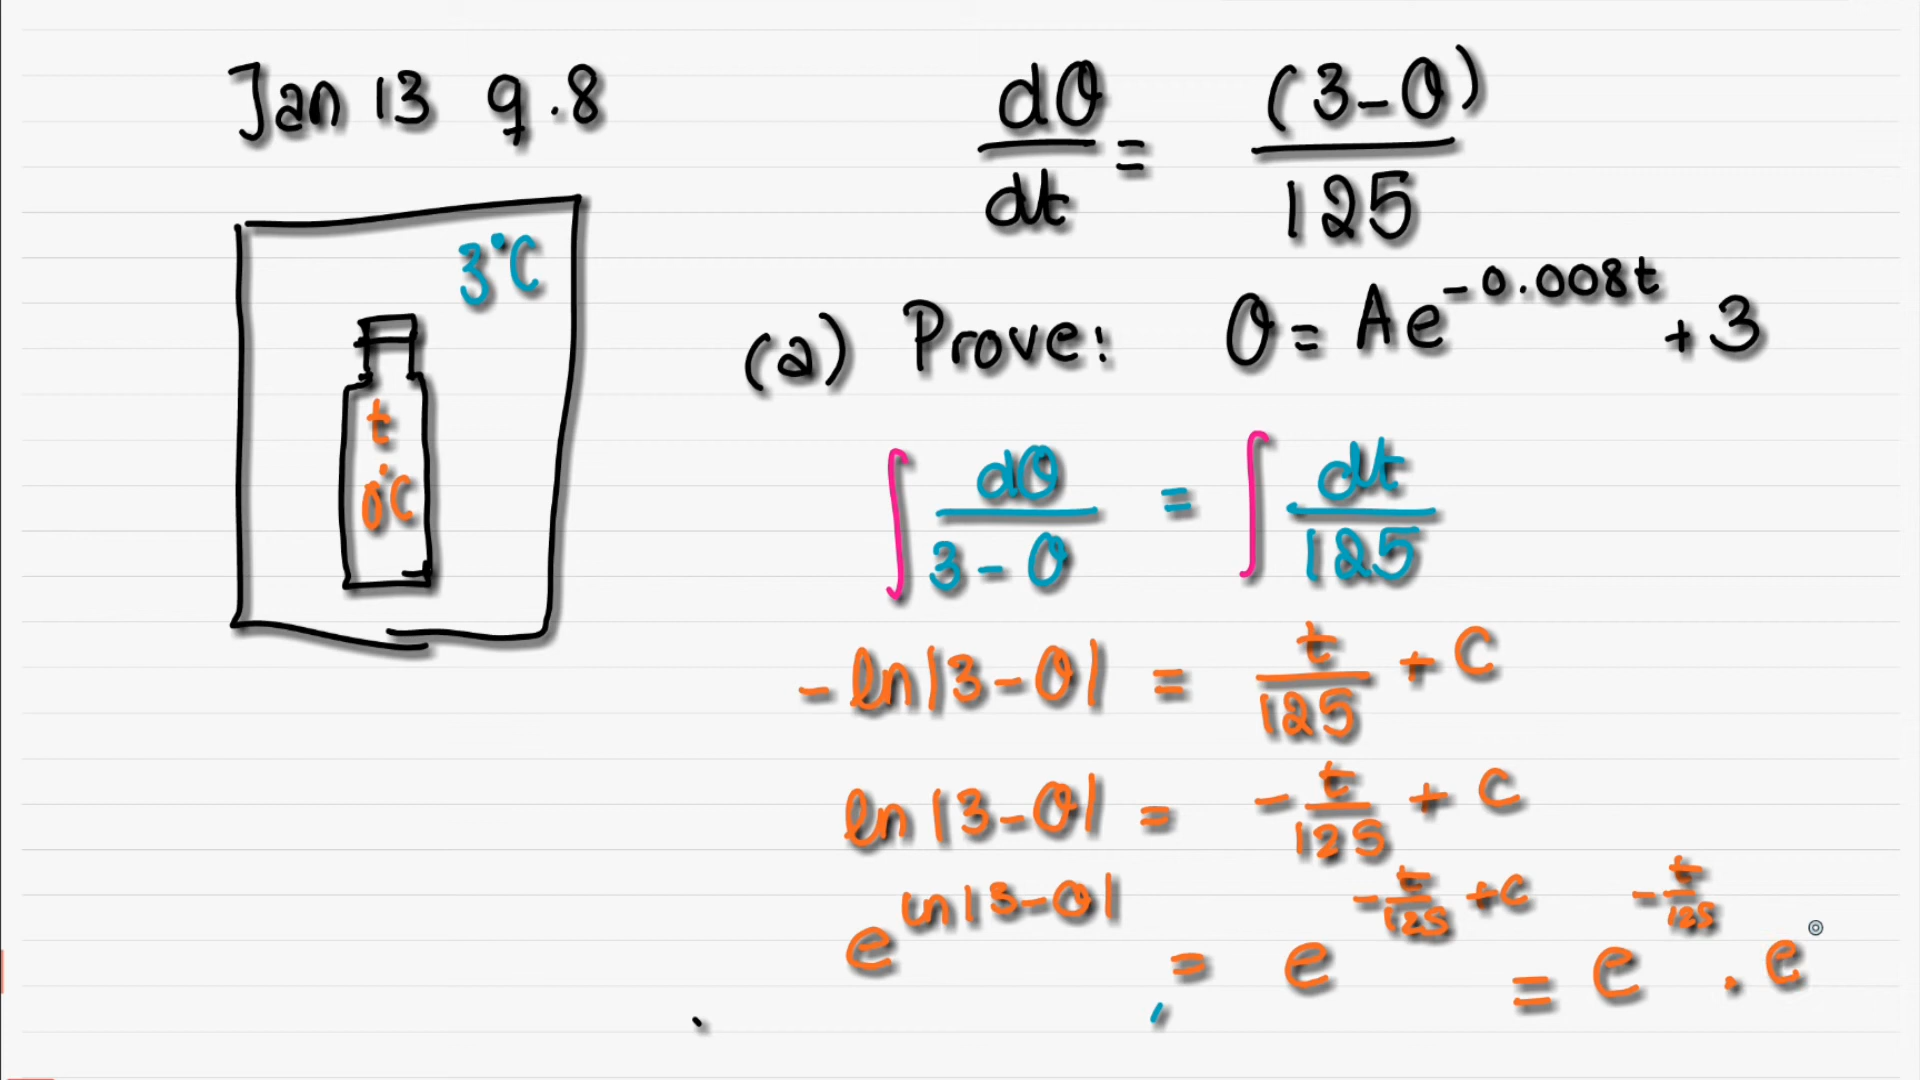 Jan 13 q.8
dθ/dt = (3-θ)/125
3°C
t
θ°C
(a) Prove: θ = Ae^(-0.008t) + 3
∫ dθ/(3-θ) = ∫ dt/125
-ln|3-θ| = t/125 + C
ln|3-θ| = -t/125 + C
e^(ln|3-θ|) = e^(-t/125 + C) = e^(-t/125) . e